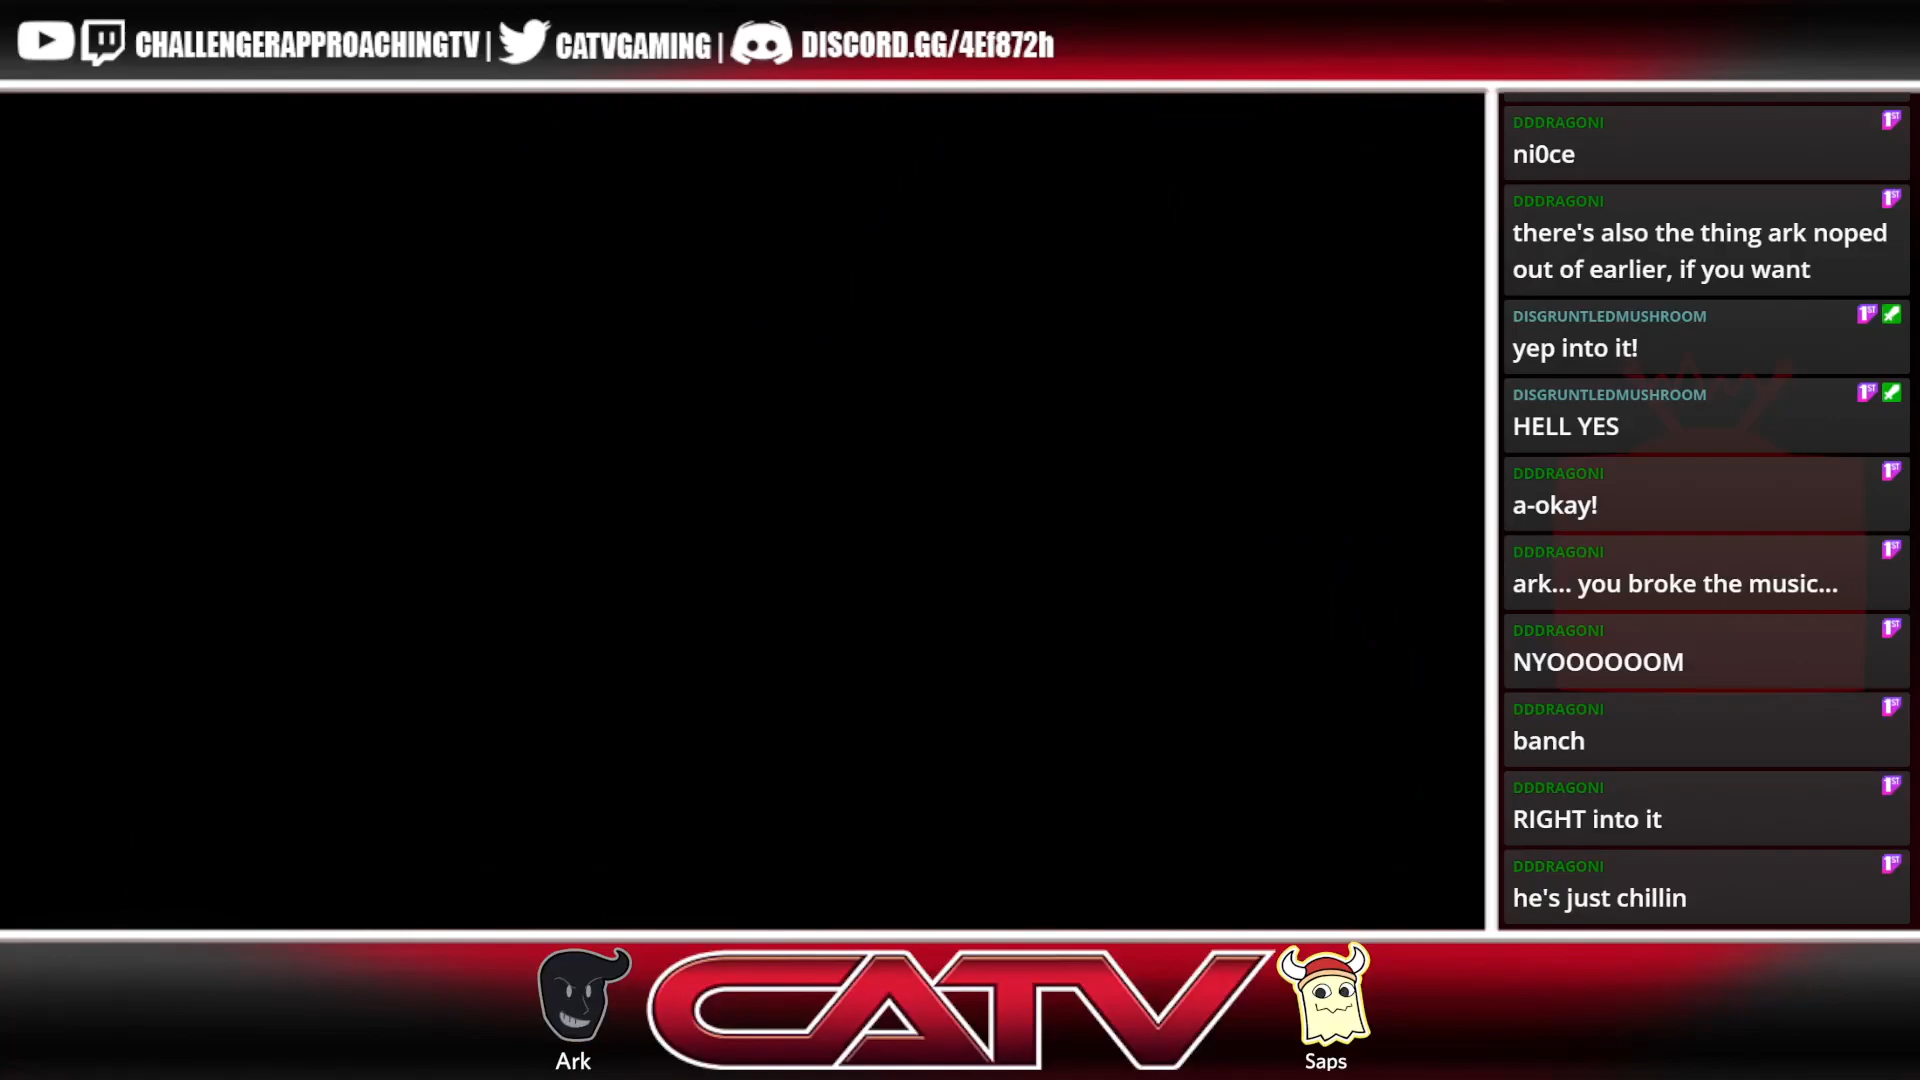 CHALLENGERAPPROACHINGTV | CATVGAMING | DISCORD.GG/4Ef872h
DDDRAGONI
ni0ce
DDDRAGONI
there's also the thing ark noped
out of earlier, if you want
DISGRUNTLEDMUSHROOM
yep into it!
DISGRUNTLEDMUSHROOM
HELL YES
DDDRAGONI
a-okay!
DDDRAGONI
ark... you broke the music...
DDDRAGONI
NYOOOOOOM
DDDRAGONI
banch
DDDRAGONI
RIGHT into it
DDDRAGONI
he's just chillin
CATV
Ark
Saps